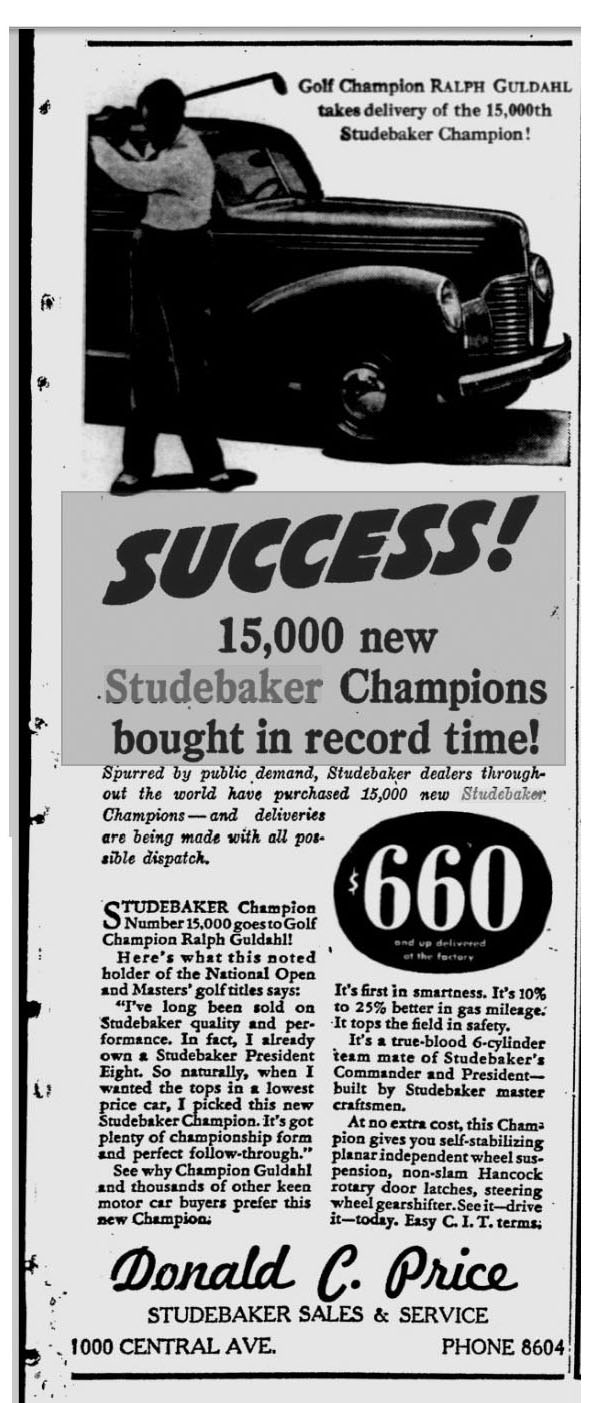 Golf Champion RALPH GULDAHL
takes delivery of the 15,000th
Studebaker Champion!
SUCCESS!
15,000 new
Studebaker Champions
bought in record time!
Spurred by public demand, Studebaker dealers through-
out the world have purchased 15,000 new Studebaker
Champions — and deliveries
are being made with all pos-
sible dispatch.
$660
and up delivered
at the factory
STUDEBAKER Champion
Number 15,000 goes to Golf
Champion Ralph Guldahl!
Here's what this noted
holder of the National Open
and Masters' golf titles says:
"I've long been sold on
Studebaker quality and per-
formance. In fact, I already
own a Studebaker President
Eight. So naturally, when I
wanted the tops in a lowest
price car, I picked this new
Studebaker Champion. It's got
plenty of championship form
and perfect follow-through."
See why Champion Guldahl
and thousands of other keen
motor car buyers prefer this
new Champion.
It's first in smartness. It's 10%
to 25% better in gas mileage.
It tops the field in safety.
It's a true-blood 6-cylinder
team mate of Studebaker's
Commander and President—
built by Studebaker master
craftsmen.
At no extra cost, this Cham-
pion gives you self-stabilizing
planar independent wheel sus-
pension, non-slam Hancock
rotary door latches, steering
wheel gearshifter. See it—drive
it—today. Easy C. I. T. terms.
Donald C. Price
STUDEBAKER SALES & SERVICE
1000 CENTRAL AVE. PHONE 8604